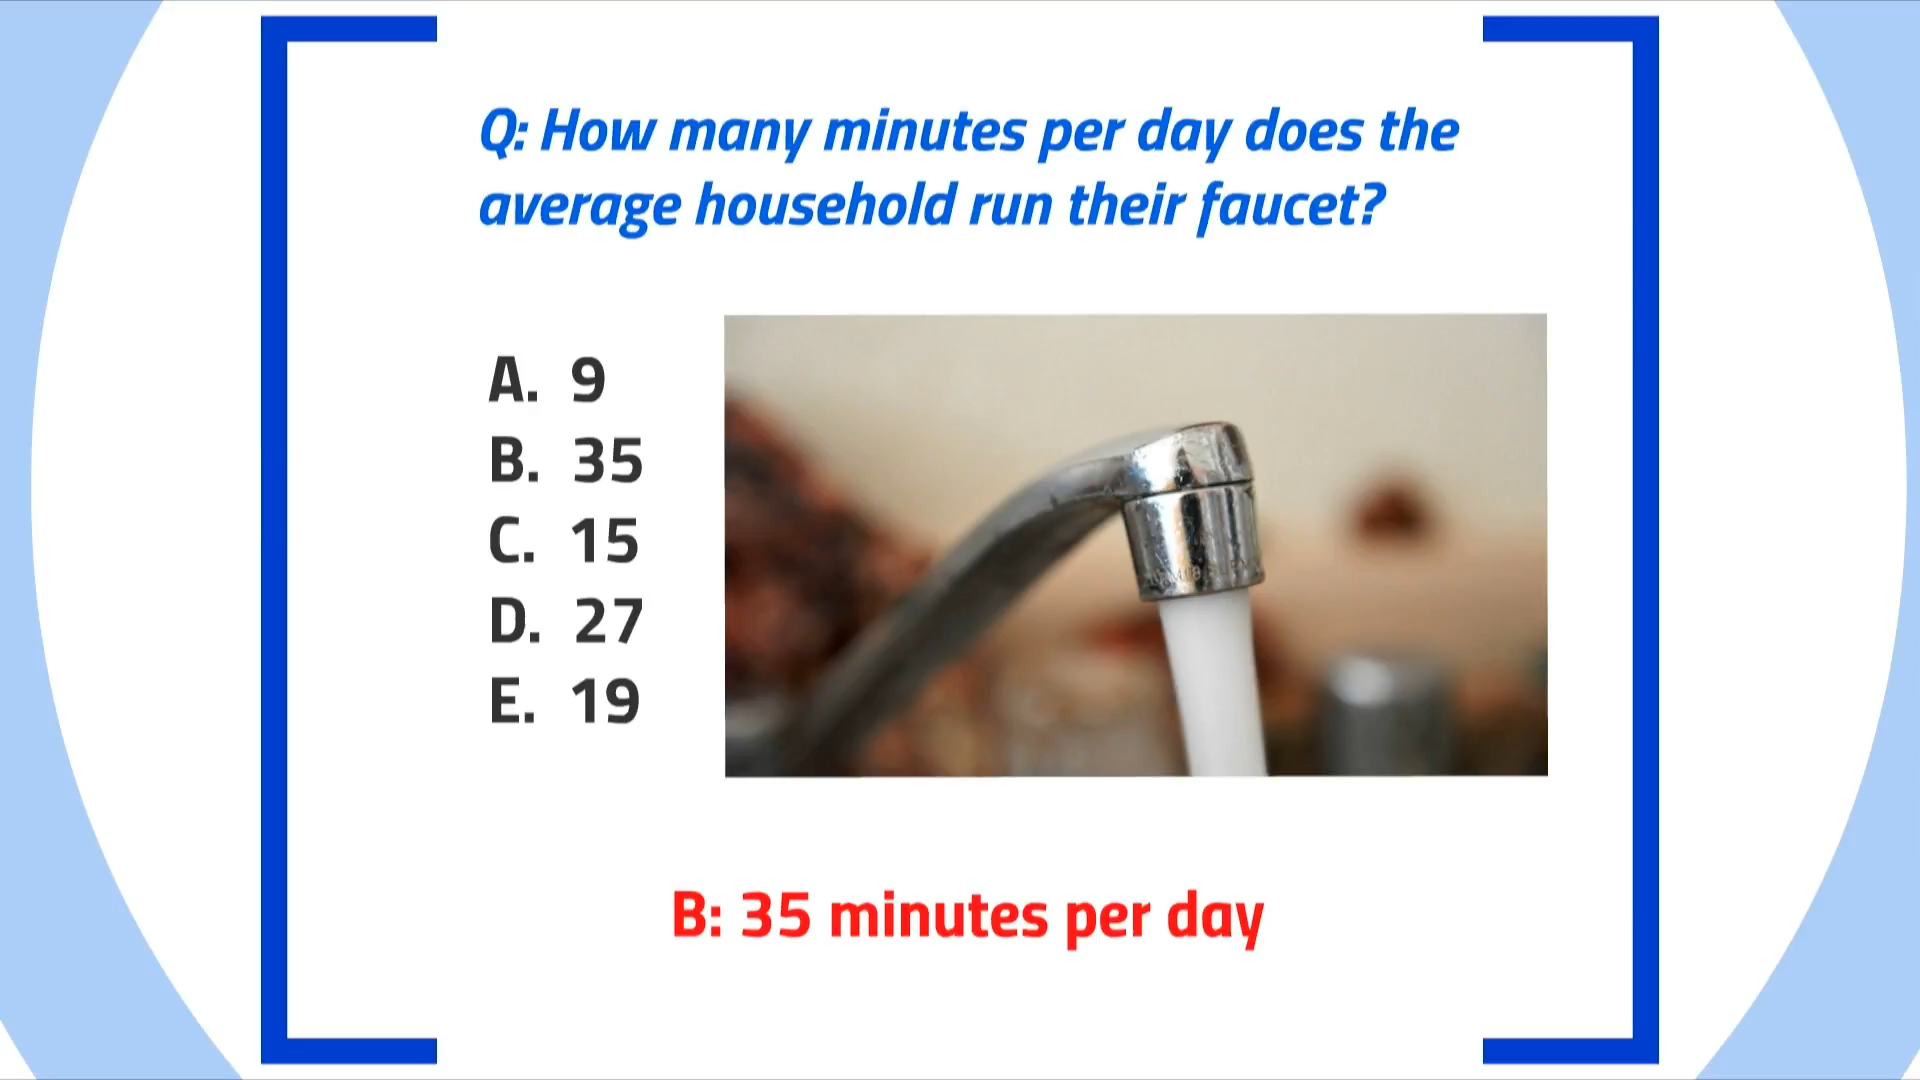 Q: How many minutes per day does the
average household run their faucet?
A. 9
B. 35
C. 15
D. 27
E. 19
B: 35 minutes per day